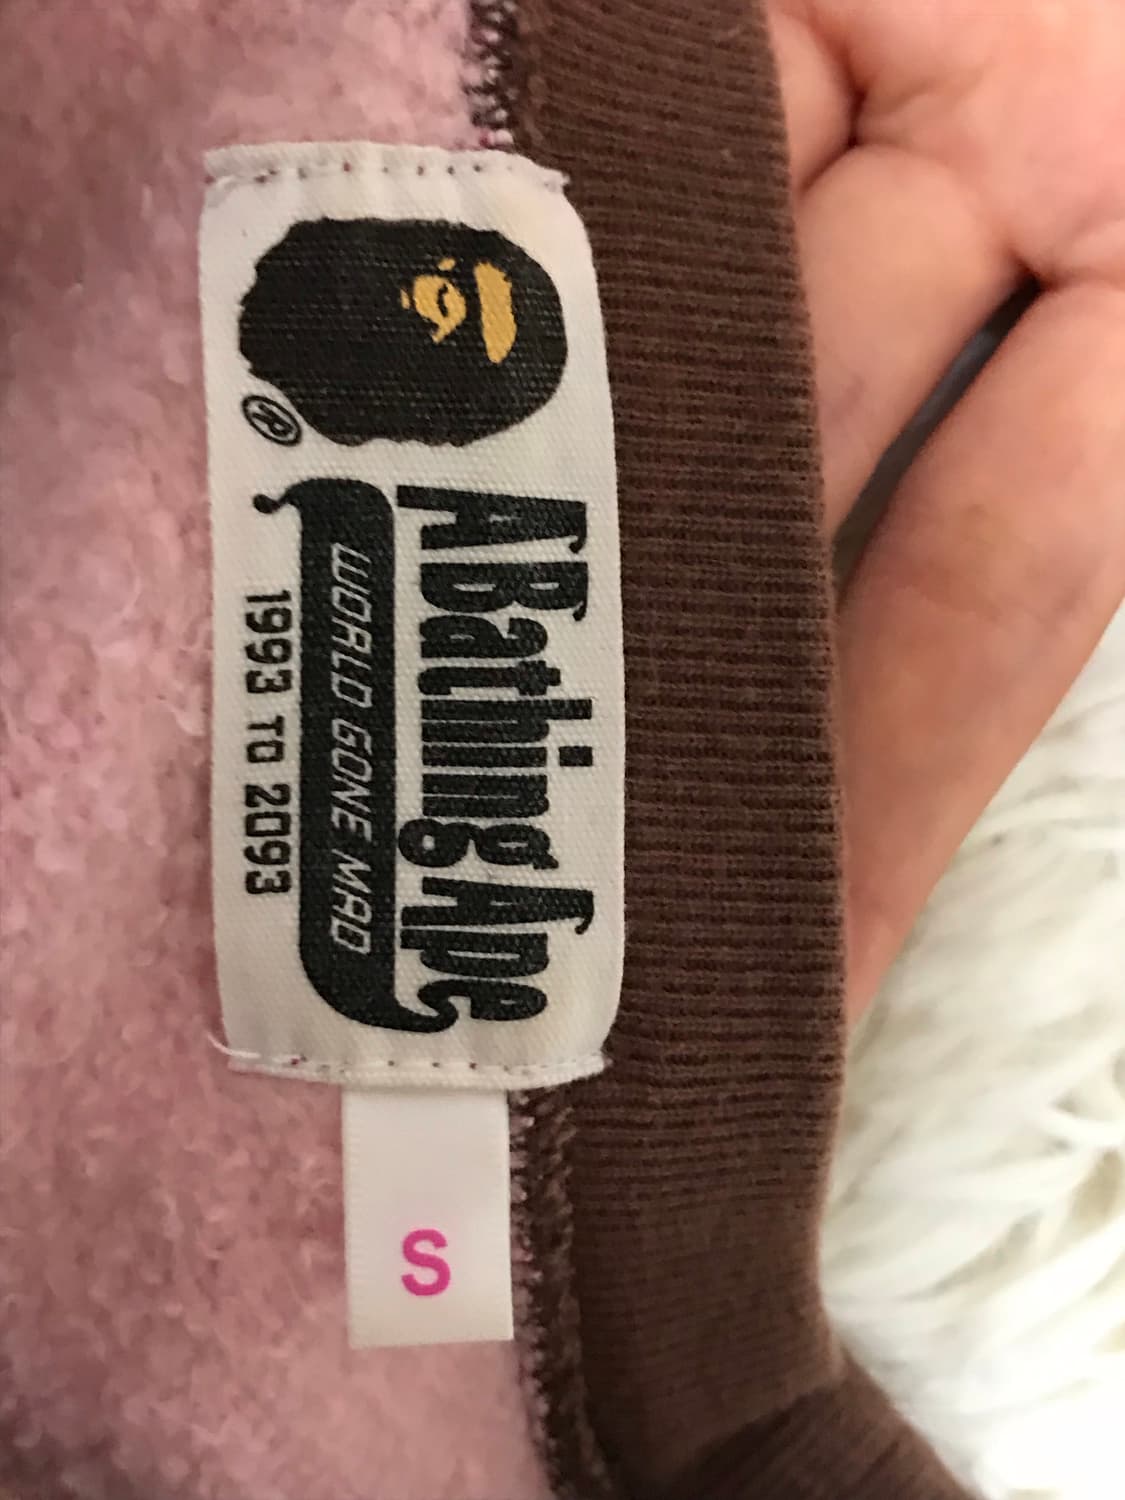 ®
A Bathing Ape
WORLD GONE MAD
1993 TO 2093
S